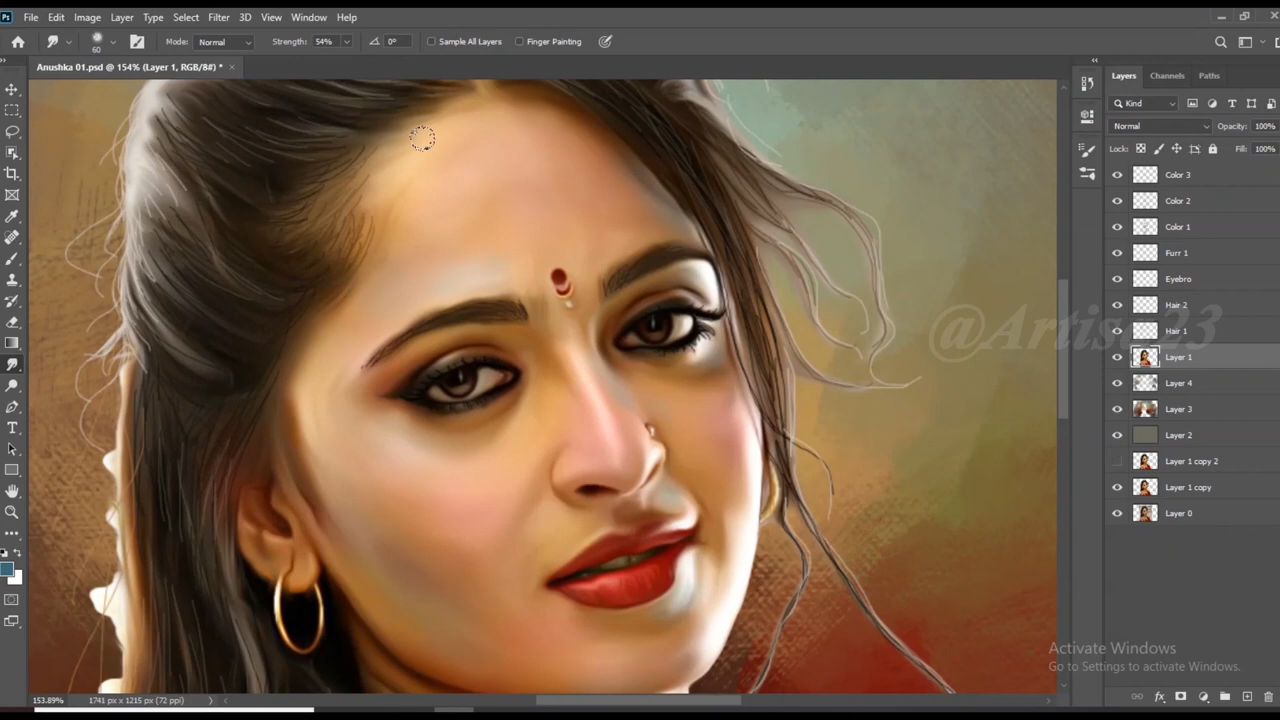 Ps File Edit Image Layer Type Select Filter 3D View Window Help
60 Mode: Normal Strength: 54% 0° Sample All Layers Finger Painting
Anushka 01.psd @ 154% (Layer 1, RGB/8#) * ×
Layers Channels Paths
Kind
Normal Opacity: 100%
Lock: Fill: 100%
Color 3
Color 2
Color 1
Furr 1
Eyebro
Hair 2
Hair 1
@Artisa23
Layer 1
Layer 4
Layer 3
Layer 2
Layer 1 copy 2
Layer 1 copy
Layer 0
Activate Windows
Go to Settings to activate Windows.
153.89% 1741 px x 1215 px (72 ppi)